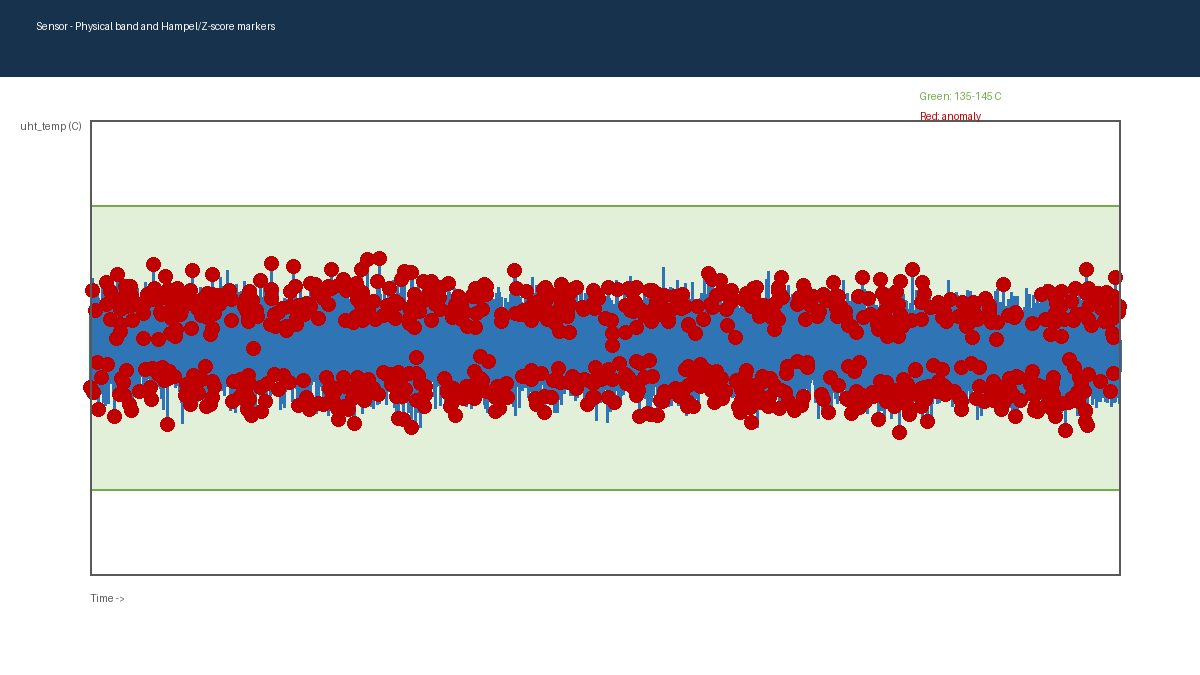 Sensor - Physical band and Hampel/Z-score markers
Green: 135-145 C
Red: anomaly
uht_temp (C)
Time ->